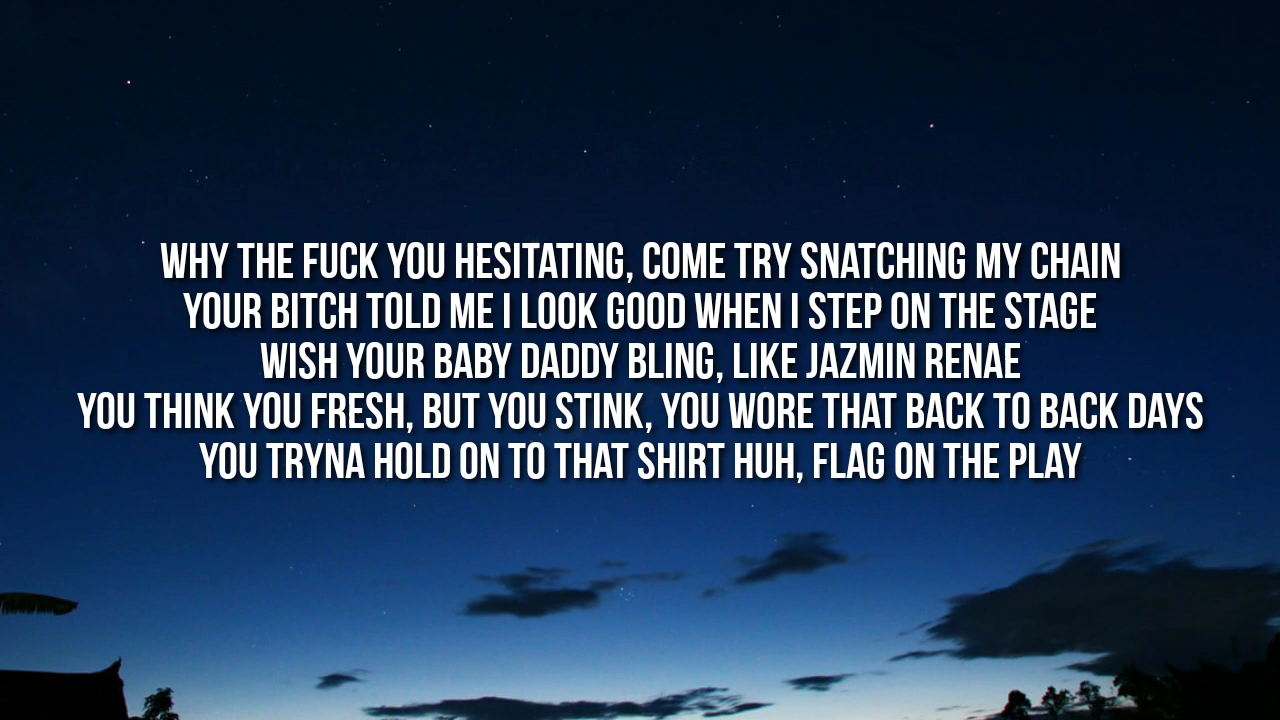 WHY THE FUCK YOU HESITATING, COME TRY SNATCHING MY CHAIN
YOUR BITCH TOLD ME I LOOK GOOD WHEN I STEP ON THE STAGE
WISH YOUR BABY DADDY BLING, LIKE JAZMIN RENAE
YOU THINK YOU FRESH, BUT YOU STINK, YOU WORE THAT BACK TO BACK DAYS
YOU TRYNA HOLD ON TO THAT SHIRT HUH, FLAG ON THE PLAY